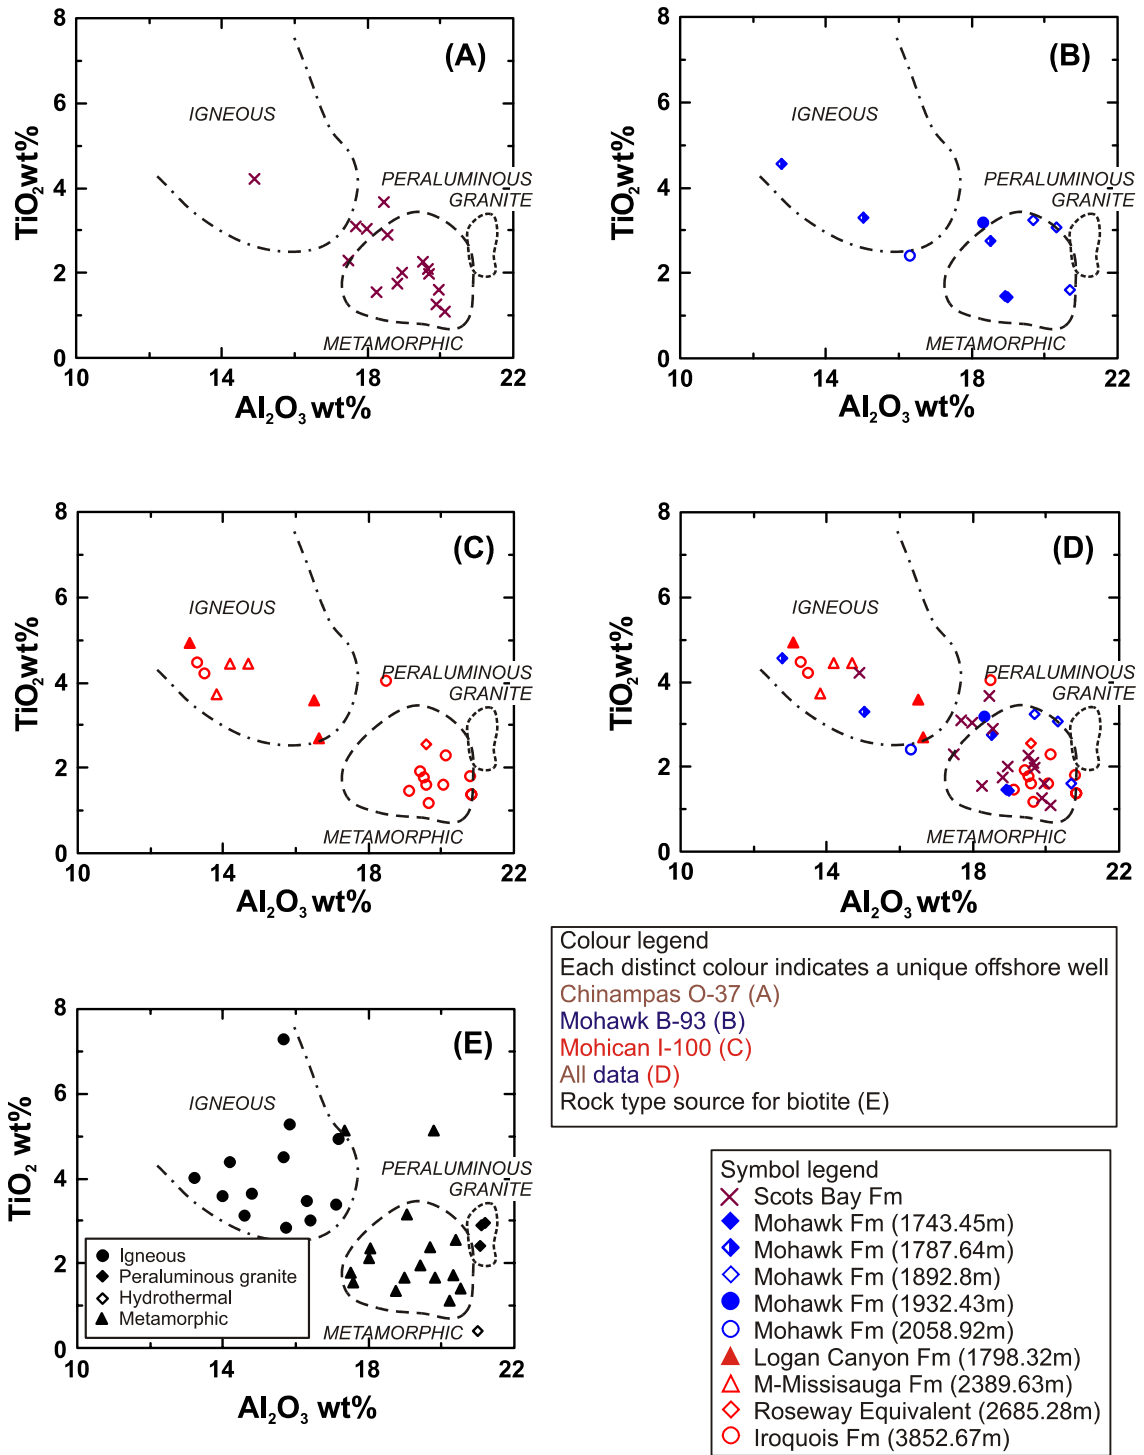 8
(A)
6
IGNEOUS
TiO2wt%
4
PERALUMINOUS
GRANITE
2
METAMORPHIC
0
10
14
18
22
Al2O3 wt%
8
(B)
6
IGNEOUS
TiO2wt%
4
PERALUMINOUS
GRANITE
2
METAMORPHIC
0
10
14
18
22
Al2O3 wt%
8
(C)
6
IGNEOUS
TiO2wt%
4
PERALUMINOUS
GRANITE
2
METAMORPHIC
0
10
14
18
22
Al2O3 wt%
8
(D)
6
IGNEOUS
TiO2wt%
4
PERALUMINOUS
GRANITE
2
METAMORPHIC
0
10
14
18
22
Al2O3 wt%
Colour legend
Each distinct colour indicates a unique offshore well
Chinampas O-37 (A)
Mohawk B-93 (B)
Mohican I-100 (C)
All data (D)
Rock type source for biotite (E)
8
(E)
6
IGNEOUS
TiO2 wt%
4
PERALUMINOUS
GRANITE
2
Igneous
Peraluminous granite
Hydrothermal
Metamorphic
METAMORPHIC
0
10
14
18
22
Al2O3 wt%
Symbol legend
Scots Bay Fm
Mohawk Fm (1743.45m)
Mohawk Fm (1787.64m)
Mohawk Fm (1892.8m)
Mohawk Fm (1932.43m)
Mohawk Fm (2058.92m)
Logan Canyon Fm (1798.32m)
M-Missisauga Fm (2389.63m)
Roseway Equivalent (2685.28m)
Iroquois Fm (3852.67m)